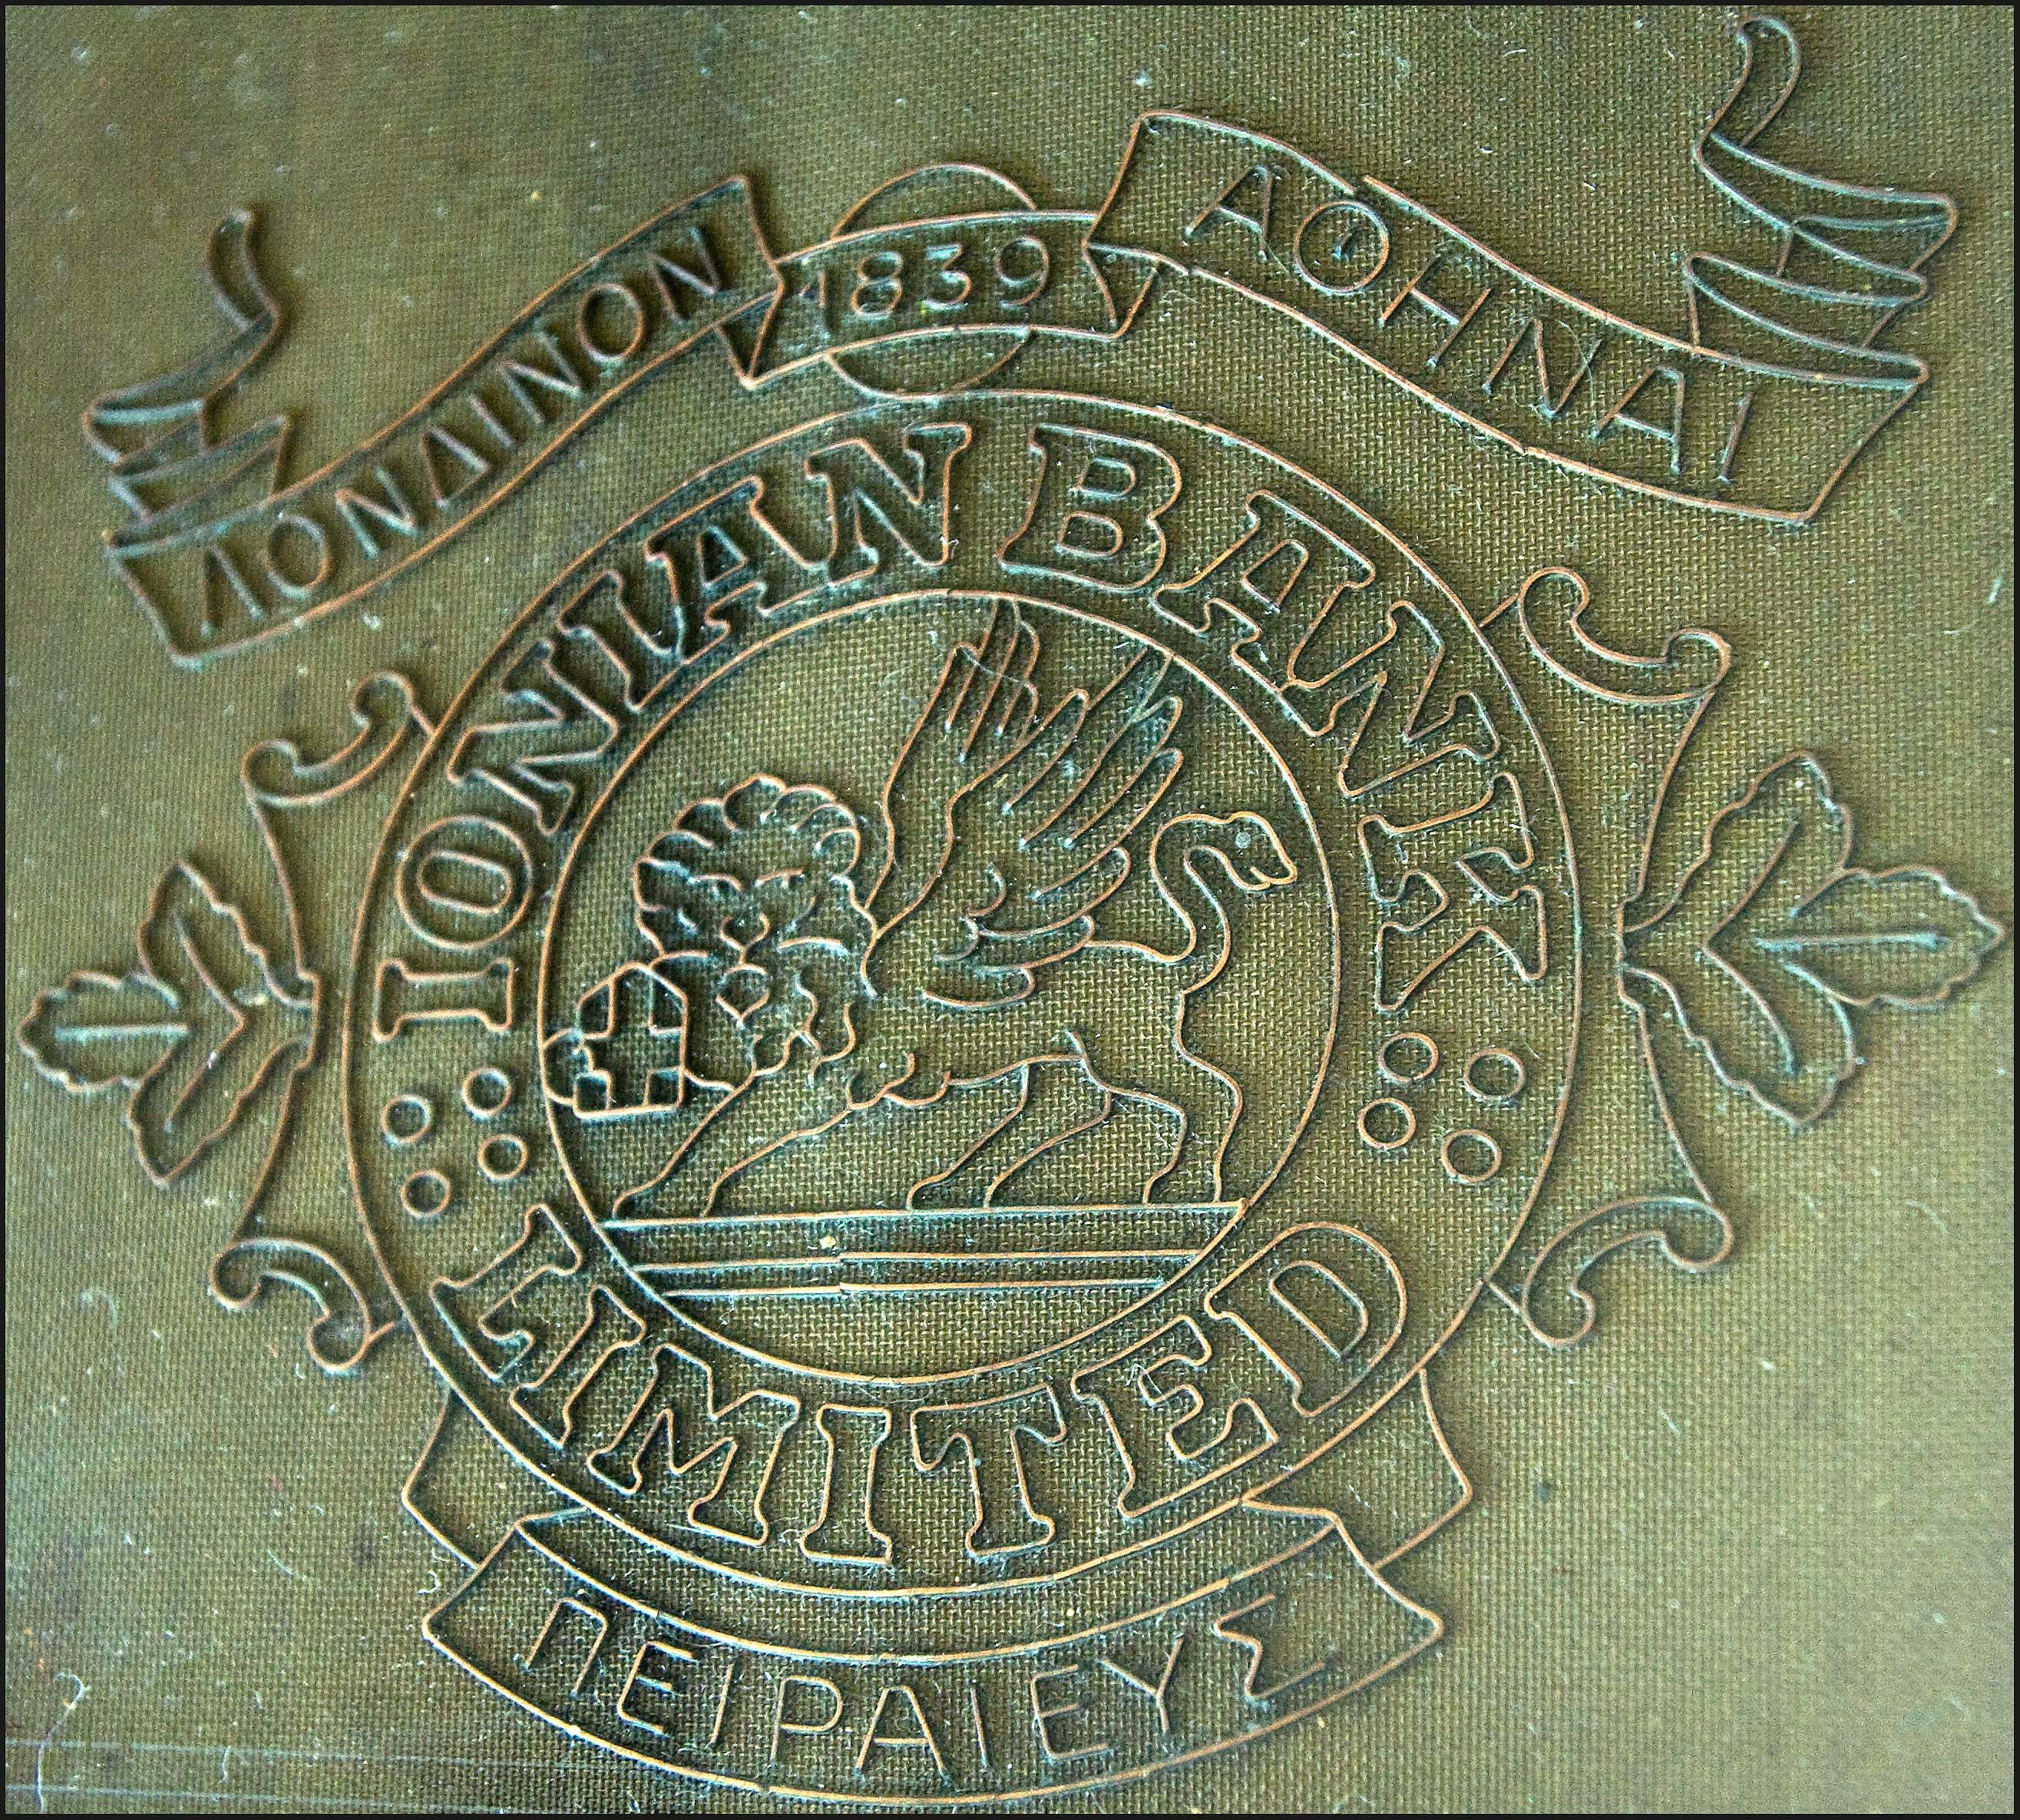 ΛΟΝΔΙΝΟΝ
1839
ΑΘΗΝΑΙ
IONIAN BANK
LIMITED
ΠΕΙΡΑΙΕΥΣ